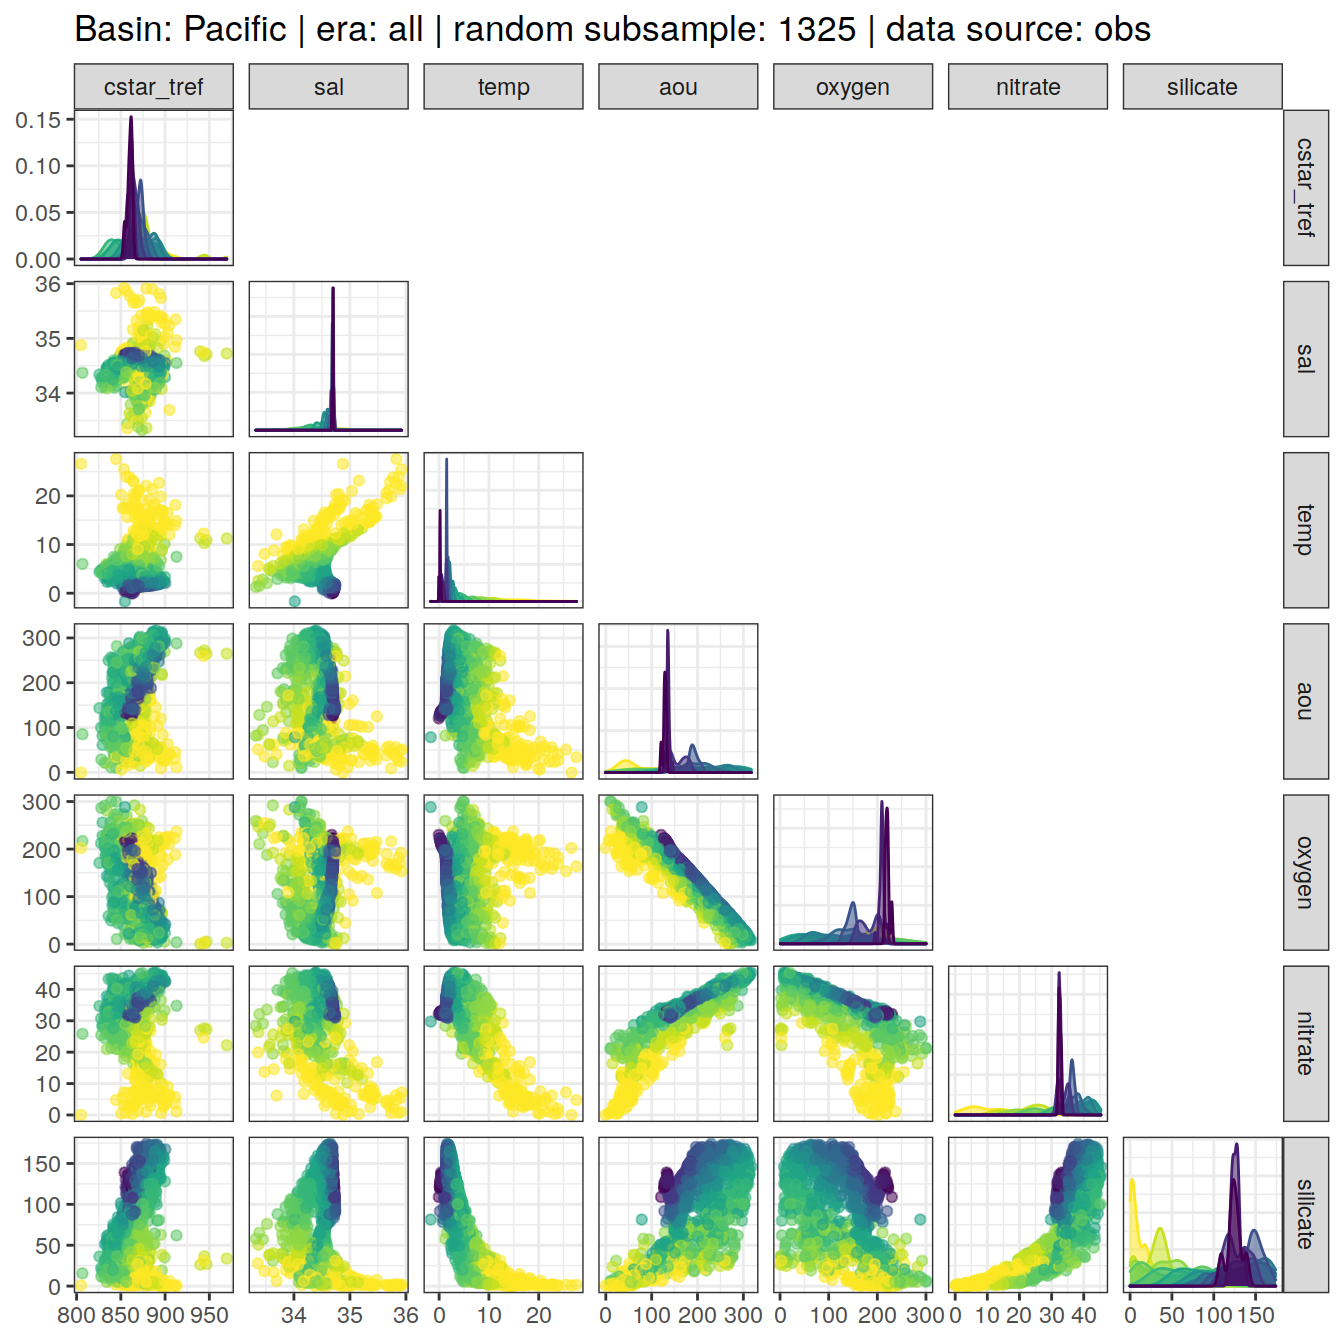 Basin: Pacific | era: all | random subsample: 1325 | data source: obs
cstar_tref sal temp aou oxygen nitrate silicate
0.15
0.10
0.05
0.00
cstar_tref
36
35
34
sal
20
10
0
temp
300
200
100
0
aou
300
200
100
0
oxygen
40
30
20
10
0
nitrate
150
100
50
0
silicate
800 850 900 950
34 35 36
0 10 20
0 100 200 300
0 100 200 300
0 10 20 30 40
0 50 100 150